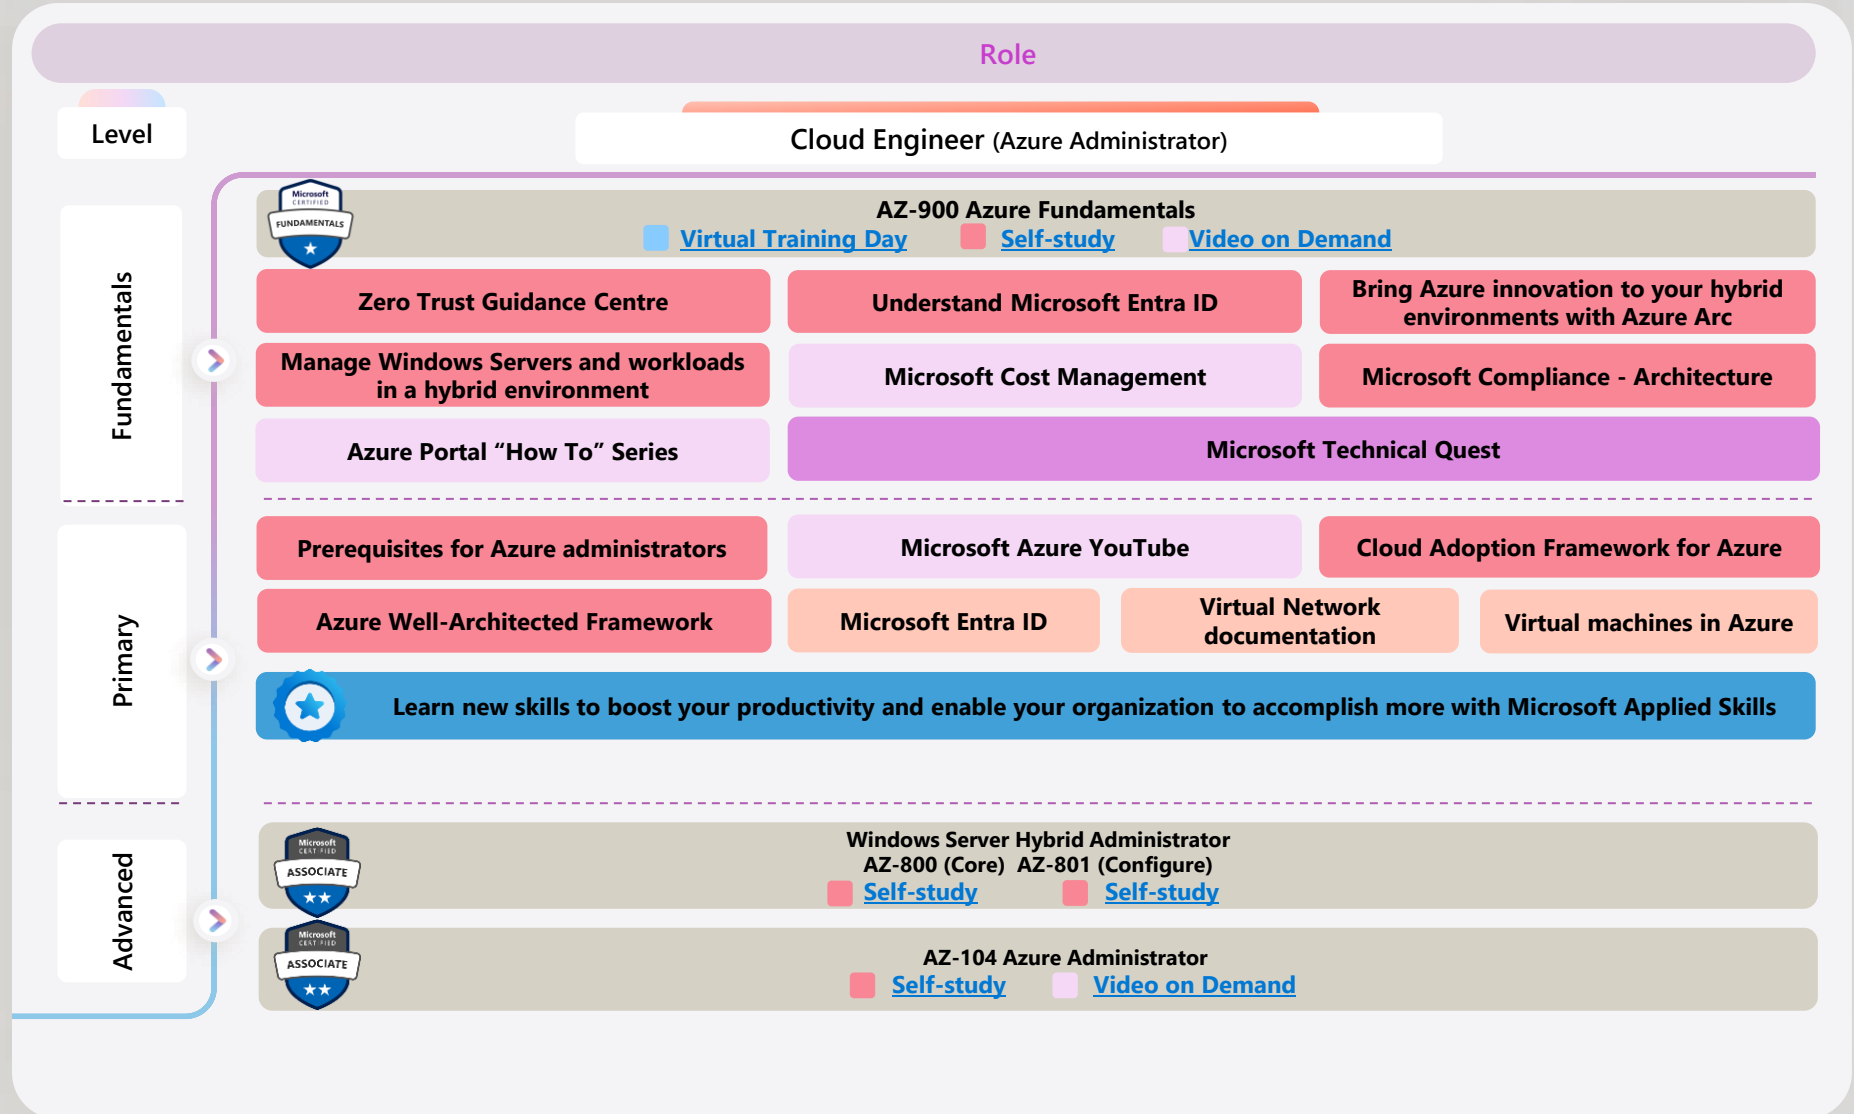 Role
Level
Cloud Engineer (Azure Administrator)
Fundamentals
Microsoft
CERTIFIED
FUNDAMENTALS
AZ-900 Azure Fundamentals
Virtual Training Day Self-study Video on Demand
Zero Trust Guidance Centre
Understand Microsoft Entra ID
Bring Azure innovation to your hybrid
environments with Azure Arc
Manage Windows Servers and workloads
in a hybrid environment
Microsoft Cost Management
Microsoft Compliance - Architecture
Azure Portal “How To” Series
Microsoft Technical Quest
Primary
Prerequisites for Azure administrators
Microsoft Azure YouTube
Cloud Adoption Framework for Azure
Azure Well-Architected Framework
Microsoft Entra ID
Virtual Network
documentation
Virtual machines in Azure
Learn new skills to boost your productivity and enable your organization to accomplish more with Microsoft Applied Skills
Advanced
Microsoft
CERTIFIED
ASSOCIATE
Windows Server Hybrid Administrator
AZ-800 (Core) AZ-801 (Configure)
Self-study Self-study
Microsoft
CERTIFIED
ASSOCIATE
AZ-104 Azure Administrator
Self-study Video on Demand